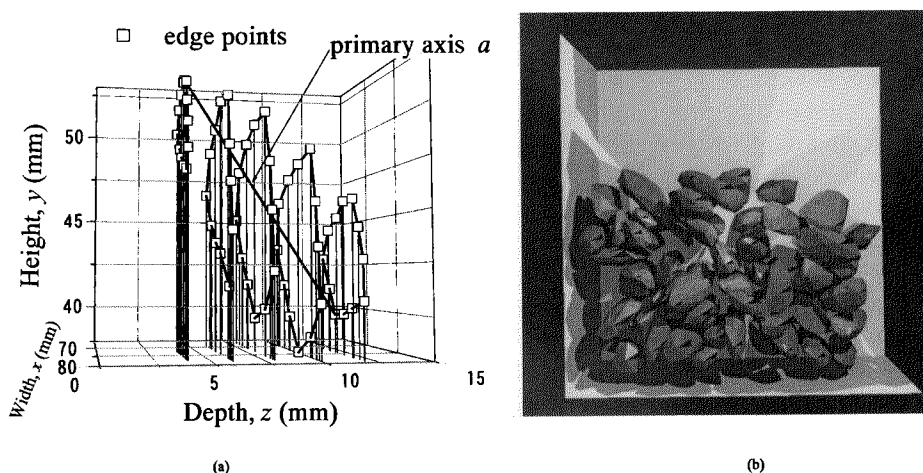 □ edge points
primary axis a
50
45
40
70
80
Height, y (mm)
Width, x (mm)
0
5
10
15
Depth, z (mm)
(a)
(b)